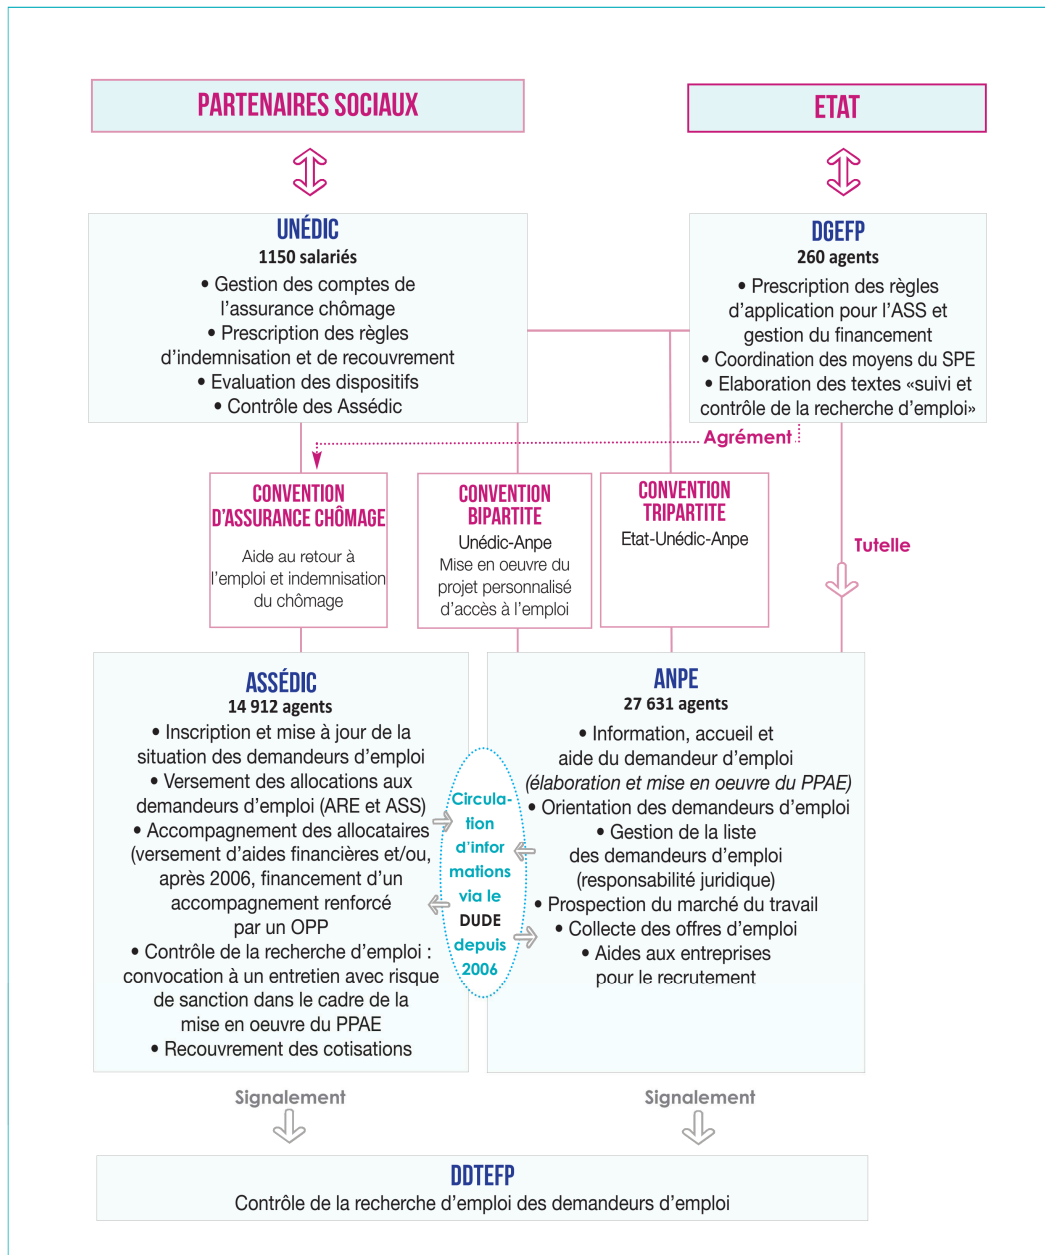 PARTENAIRES SOCIAUX
ETAT
UNÉDIC
1150 salariés
• Gestion des comptes de
l’assurance chômage
• Prescription des règles
d’indemnisation et de recouvrement
• Evaluation des dispositifs
• Contrôle des Assédic
DGEFP
260 agents
• Prescription des règles
d’application pour l’ASS et
gestion du financement
• Coordination des moyens du SPE
• Elaboration des textes «suivi et
contrôle de la recherche d’emploi»
Agrément
CONVENTION
D’ASSURANCE CHÔMAGE
Aide au retour à
l’emploi et indemnisation
du chômage
CONVENTION
BIPARTITE
Unédic-Anpe
Mise en oeuvre du
projet personnalisé
d’accès à l’emploi
CONVENTION
TRIPARTITE
Etat-Unédic-Anpe
Tutelle
ASSÉDIC
14 912 agents
• Inscription et mise à jour de la
situation des demandeurs d’emploi
• Versement des allocations aux
demandeurs d’emploi (ARE et ASS)
• Accompagnement des allocataires
(versement d’aides financières et/ou,
après 2006, financement d’un
accompagnement renforcé
par un OPP
• Contrôle de la recherche d’emploi :
convocation à un entretien avec risque
de sanction dans le cadre de la
mise en oeuvre du PPAE
• Recouvrement des cotisations
Circula-
tion
d’infor
mations
via le
DUDE
depuis
2006
ANPE
27 631 agents
• Information, accueil et
aide du demandeur d’emploi
(élaboration et mise en oeuvre du PPAE)
• Orientation des demandeurs d’emploi
• Gestion de la liste
des demandeurs d’emploi
(responsabilité juridique)
• Prospection du marché du travail
• Collecte des offres d’emploi
• Aides aux entreprises
pour le recrutement
Signalement
Signalement
DDTEFP
Contrôle de la recherche d’emploi des demandeurs d’emploi